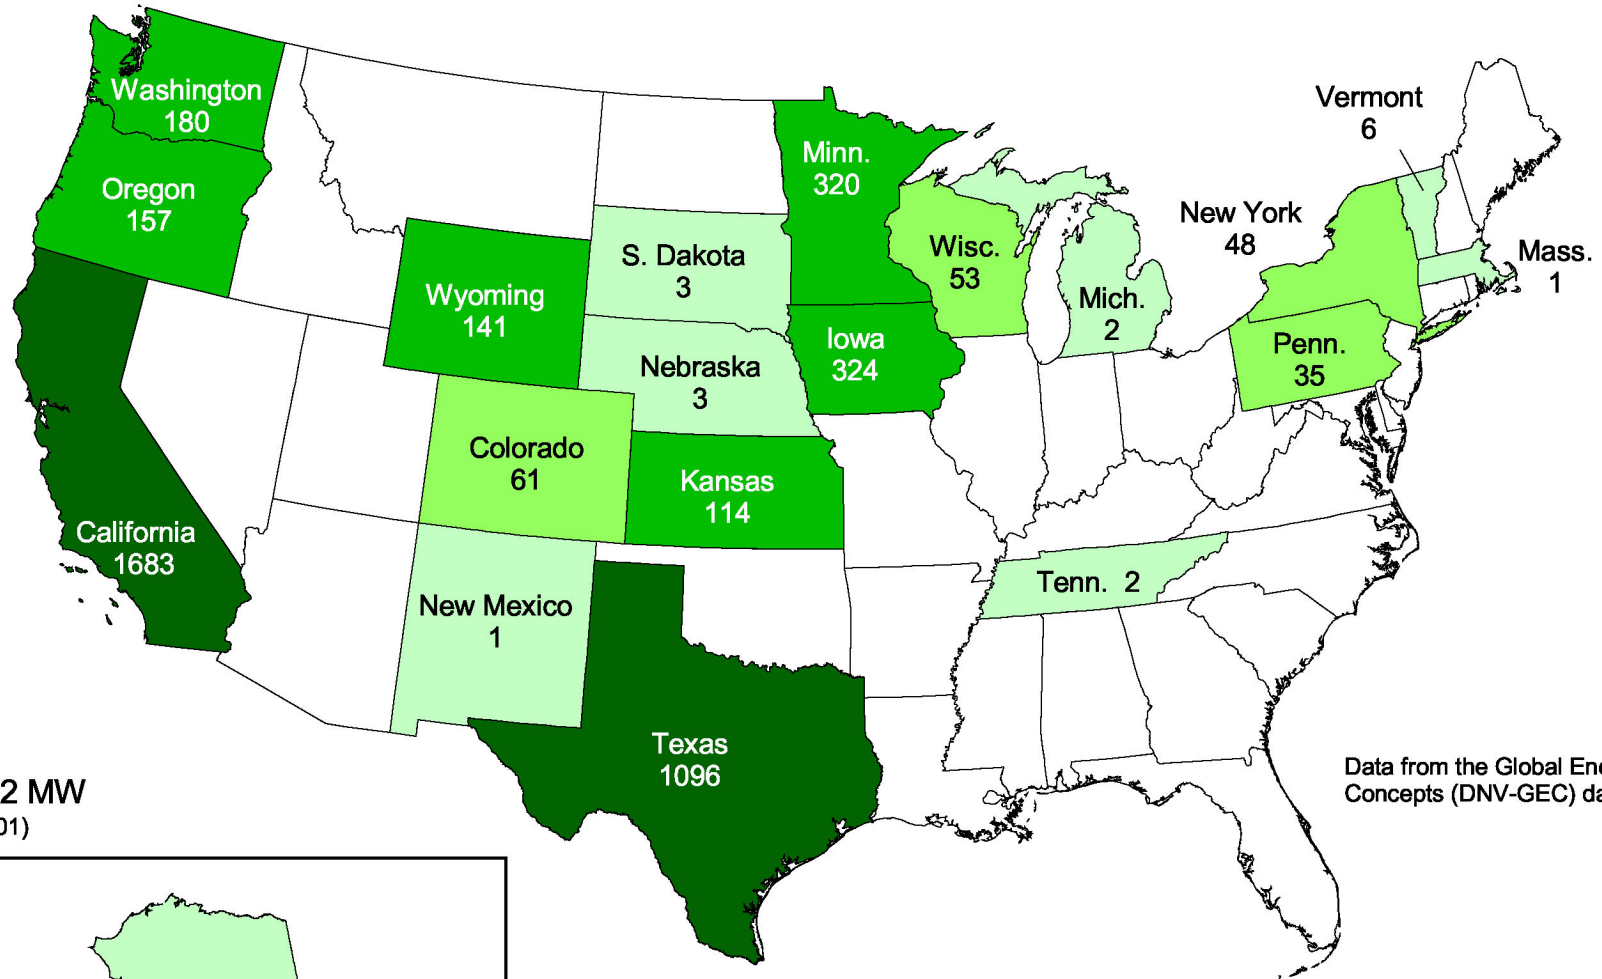 Washington
180
Oregon
157
California
1683
Wyoming
141
Colorado
61
New Mexico
1
S. Dakota
3
Nebraska
3
Kansas
114
Texas
1096
Minn.
320
Iowa
324
Wisc.
53
Mich.
2
Tenn. 2
Vermont
6
New York
48
Mass.
1
Penn.
35
2 MW
01)
Data from the Global
Concepts (DNV-GEC)